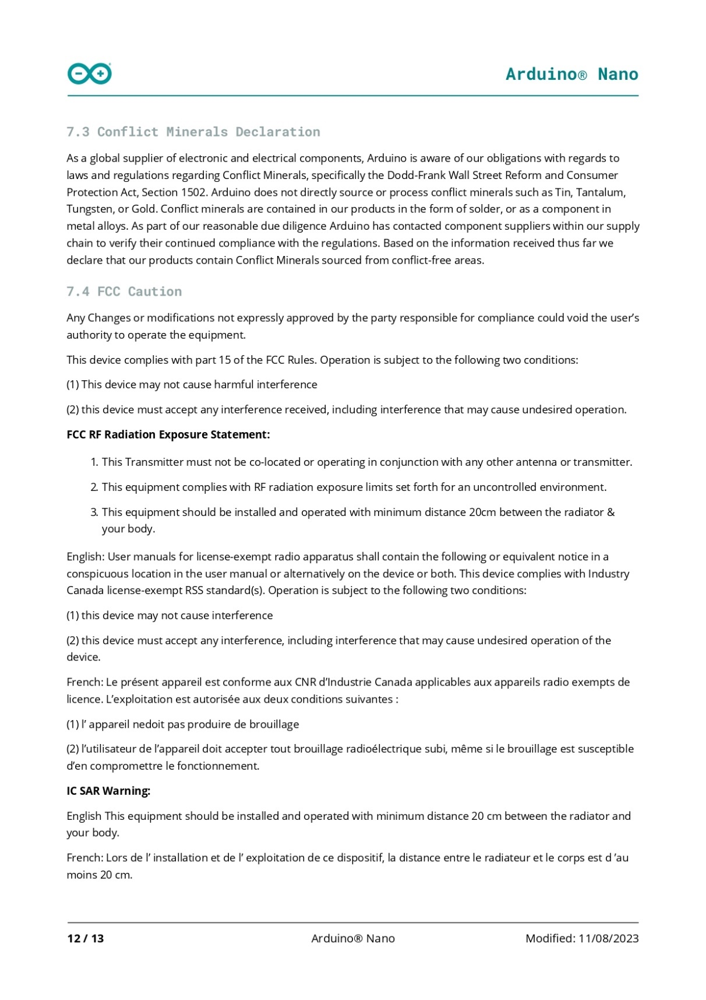 Arduino® Nano
7.3 Conflict Minerals Declaration
As a global supplier of electronic and electrical components, Arduino is aware of our obligations with regards to
laws and regulations regarding Conflict Minerals, specifically the Dodd-Frank Wall Street Reform and Consumer
Protection Act, Section 1502. Arduino does not directly source or process conflict minerals such as Tin, Tantalum,
Tungsten, or Gold. Conflict minerals are contained in our products in the form of solder, or as a component in
metal alloys. As part of our reasonable due diligence Arduino has contacted component suppliers within our supply
chain to verify their continued compliance with the regulations. Based on the information received thus far we
declare that our products contain Conflict Minerals sourced from conflict-free areas.
7.4 FCC Caution
Any Changes or modifications not expressly approved by the party responsible for compliance could void the user’s
authority to operate the equipment.
This device complies with part 15 of the FCC Rules. Operation is subject to the following two conditions:
(1) This device may not cause harmful interference
(2) this device must accept any interference received, including interference that may cause undesired operation.
FCC RF Radiation Exposure Statement:
1. This Transmitter must not be co-located or operating in conjunction with any other antenna or transmitter.
2. This equipment complies with RF radiation exposure limits set forth for an uncontrolled environment.
3. This equipment should be installed and operated with minimum distance 20cm between the radiator &
your body.
English: User manuals for license-exempt radio apparatus shall contain the following or equivalent notice in a
conspicuous location in the user manual or alternatively on the device or both. This device complies with Industry
Canada license-exempt RSS standard(s). Operation is subject to the following two conditions:
(1) this device may not cause interference
(2) this device must accept any interference, including interference that may cause undesired operation of the
device.
French: Le présent appareil est conforme aux CNR d’Industrie Canada applicables aux appareils radio exempts de
licence. L’exploitation est autorisée aux deux conditions suivantes :
(1) l’ appareil nedoit pas produire de brouillage
(2) l’utilisateur de l’appareil doit accepter tout brouillage radioélectrique subi, même si le brouillage est susceptible
d’en compromettre le fonctionnement.
IC SAR Warning:
English This equipment should be installed and operated with minimum distance 20 cm between the radiator and
your body.
French: Lors de l’ installation et de l’ exploitation de ce dispositif, la distance entre le radiateur et le corps est d ’au
moins 20 cm.
12 / 13
Arduino® Nano
Modified: 11/08/2023